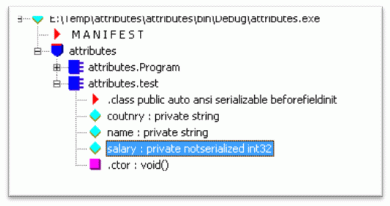 E:\Temp\attributes\attributes\bin\Debug\attributes.exe
MANIFEST
attributes
attributes.Program
attributes.test
.class public auto ansi serializable beforefieldinit
coutnry : private string
name : private string
salary : private notserialized int32
.ctor : void()